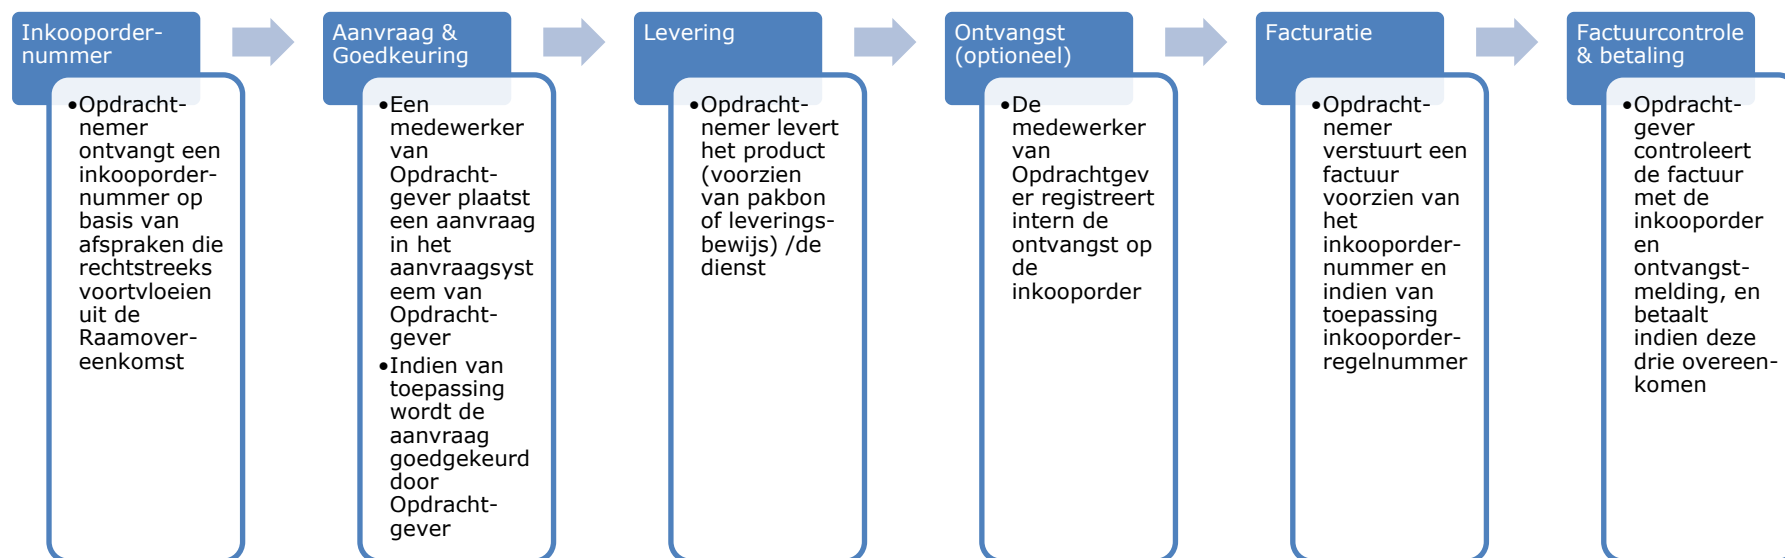 Inkooporder-
nummer
•Opdracht-
nemer
ontvangt een
inkooporder-
nummer op
basis van
afspraken die
rechtstreeks
voortvloeien
uit de
Raamover-
eenkomst
Aanvraag &
Goedkeuring
•Een
medewerker
van
Opdracht-
gever plaatst
een aanvraag
in het
aanvraagsyst
eem van
Opdracht-
gever
•Indien van
toepassing
wordt de
aanvraag
goedgekeurd
door
Opdracht-
gever
Levering
•Opdracht-
nemer levert
het product
(voorzien
van pakbon
of leverings-
bewijs) /de
dienst
Ontvangst
(optioneel)
•De
medewerker
van
Opdrachtgev
er registreert
intern de
ontvangst op
de
inkooporder
Facturatie
•Opdracht-
nemer
verstuurt een
factuur
voorzien van
het
inkooporder-
nummer en
indien van
toepassing
inkooporder-
regelnummer
Factuurcontrole
& betaling
•Opdracht-
gever
controleert
de factuur
met de
inkooporder
en
ontvangst-
melding, en
betaalt
indien deze
drie overeen-
komen